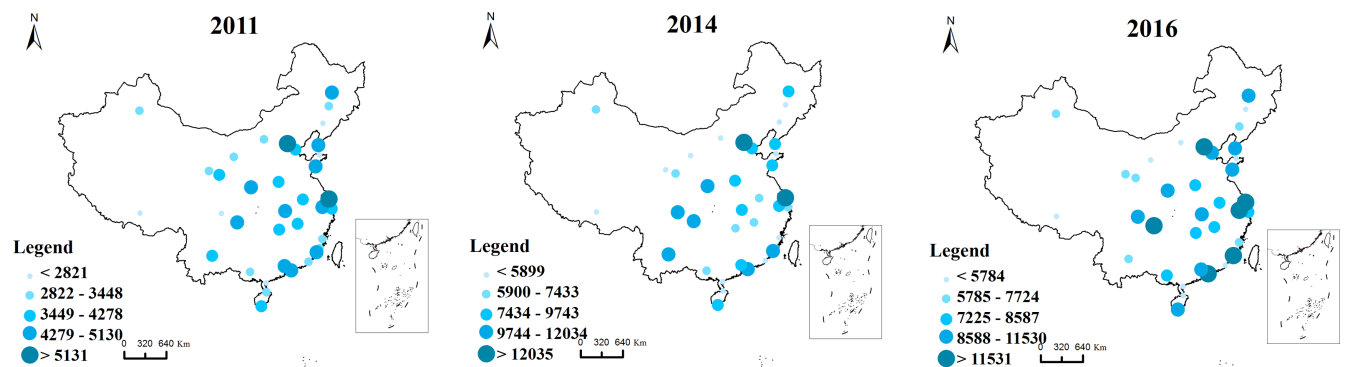 N
2011
Legend
< 2821
2822 - 3448
3449 - 4278
4279 - 5130
> 5131
0 320 640 Km
N
2014
Legend
< 5899
5900 - 7433
7434 - 9743
9744 - 12034
> 12035
0 320 640 Km
N
2016
Legend
< 5784
5785 - 7724
7225 - 8587
8588 - 11530
> 11531
0 320 640 Km